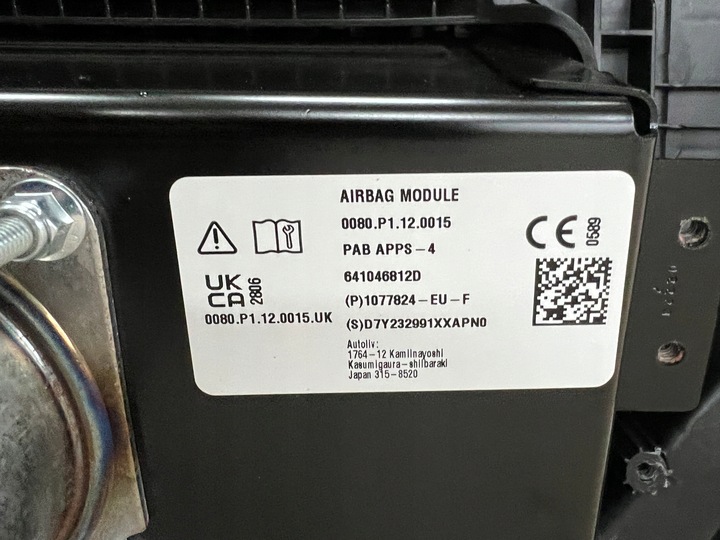 AIRBAG MODULE
0080.P1.12.0015
PAB APPS-4
641046812D
(P)1077824-EU-F
(S)D7Y232991XXAPN0
Autoliv:
1764-12 Kamiinayoshi
Kasumigaura-shiibaraki
Japan 315-8520
UK
CA
2806
0080.P1.12.0015.UK
CE
0589